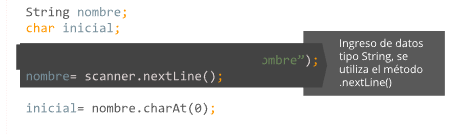 String nombre;
char inicial;
ombre");
nombre= scanner.nextLine();
inicial= nombre.charAt(0);
Ingreso de datos
tipo String, se
utiliza el método
.nextLine()